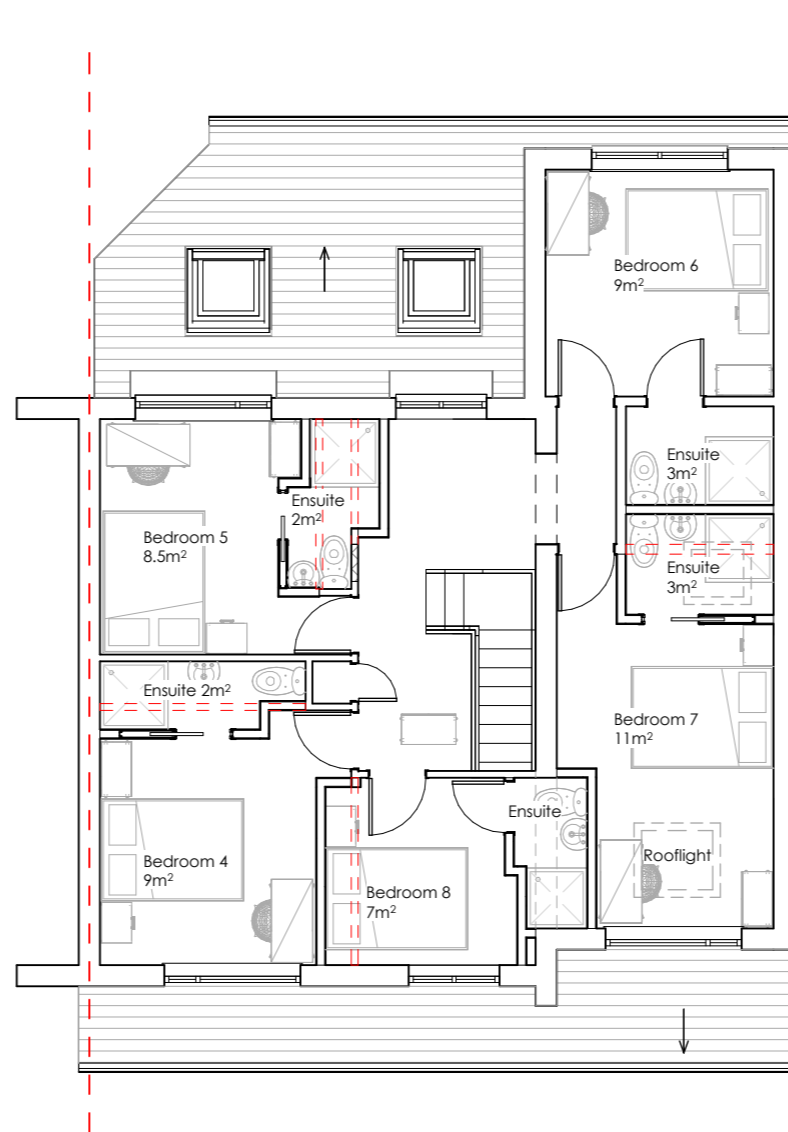 Bedroom 6
9m²
Ensuite
3m²
Ensuite
2m²
Bedroom 5
8.5m²
Ensuite
3m²
Ensuite 2m²
Bedroom 7
11m²
Ensuite
Rooflight
Bedroom 4
9m²
Bedroom 8
7m²